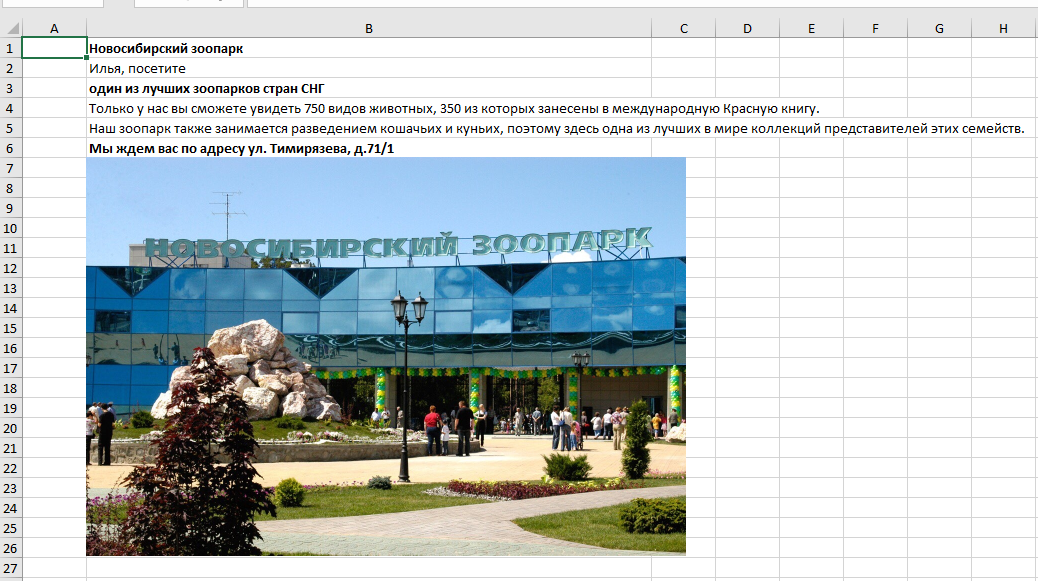 A B C D E F G H
1 Новосибирский зоопарк
2 Илья, посетите
3 один из лучших зоопарков стран СНГ
4 Только у нас вы сможете увидеть 750 видов животных, 350 из которых занесены в международную Красную книгу.
5 Наш зоопарк также занимается разведением кошачьих и куньих, поэтому здесь одна из лучших в мире коллекций представителей этих семейств.
6 Мы ждем вас по адресу ул. Тимирязева, д.71/1
7
8
9
10
11 НОВОСИБИРСКИЙ ЗООПАРК
12
13
14
15
16
17
18
19
20
21
22
23
24
25
26
27